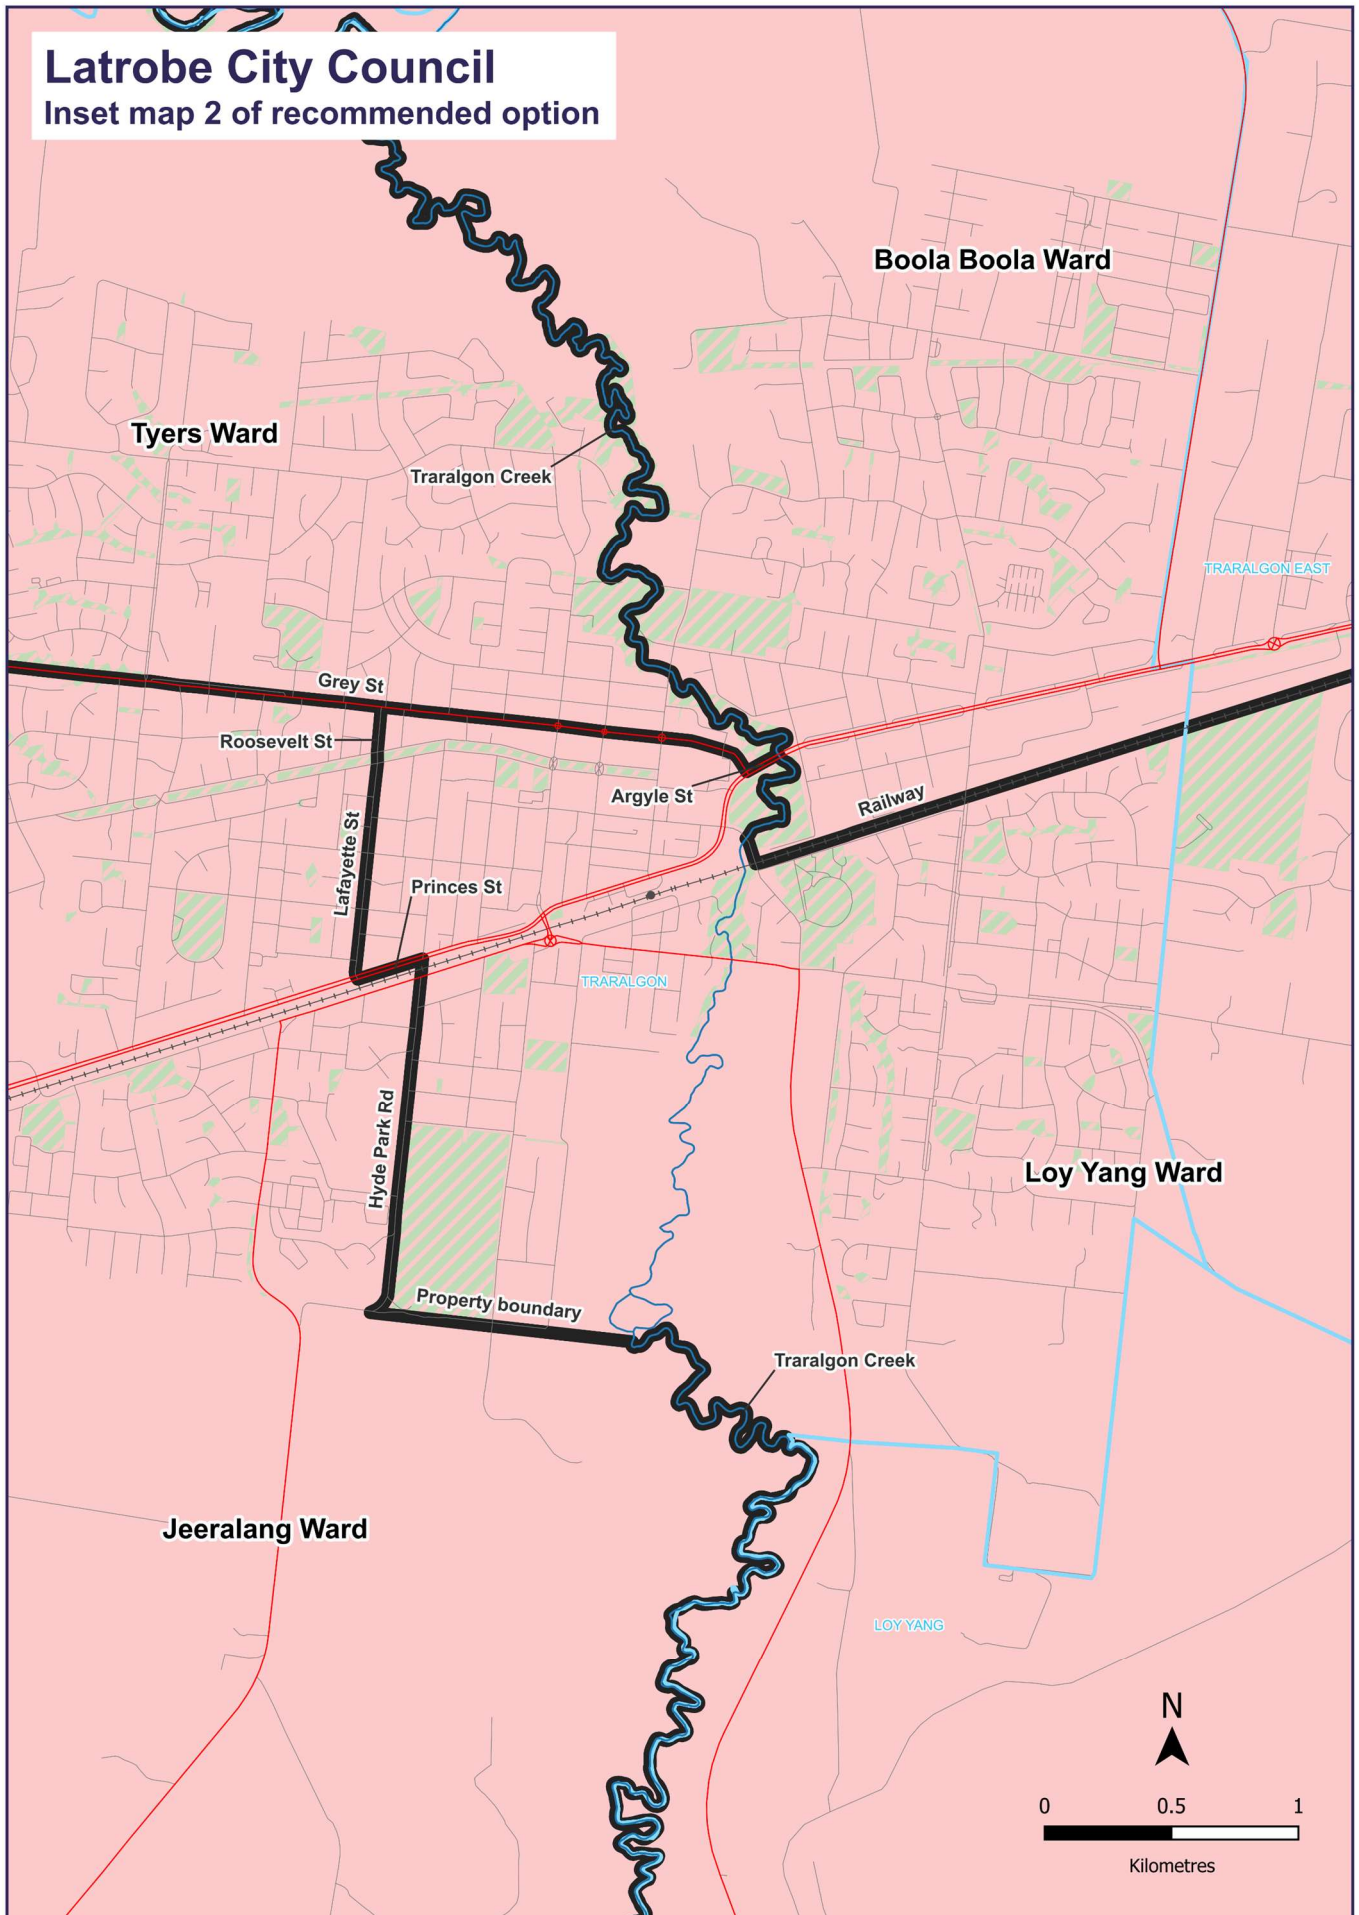 Latrobe City Council
Inset map 2 of recommended option
Boola Boola Ward
Tyers Ward
Traralgon Creek
TRARALGON EAST
Grey St
Roosevelt St
Argyle St
Railway
Lafayette St
Princes St
TRARALGON
Hyde Park Rd
Loy Yang Ward
Property boundary
Traralgon Creek
Jeeralang Ward
LOY YANG
N
0 0.5 1
Kilometres